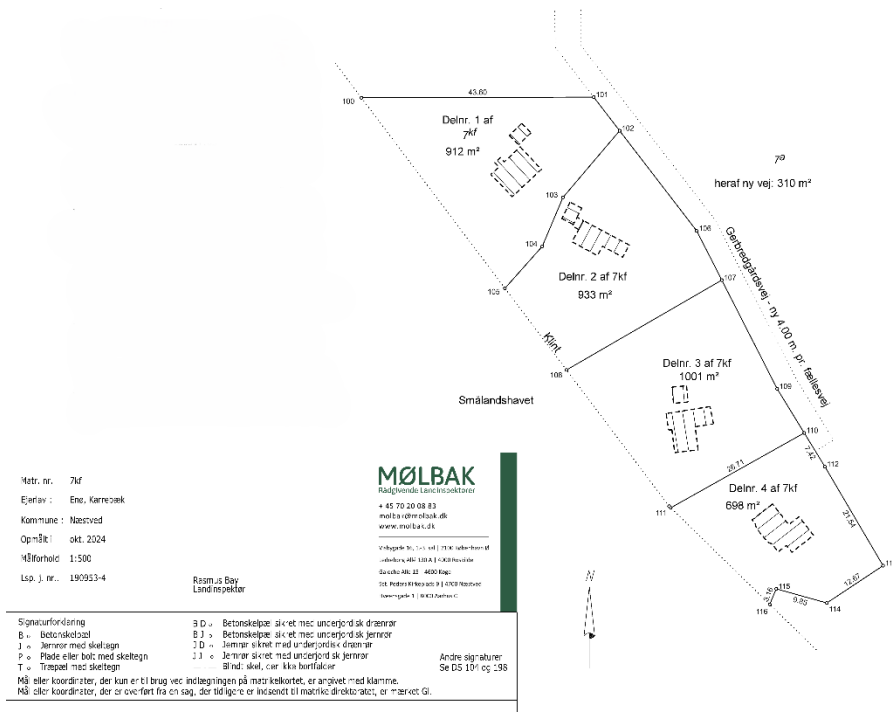 43.60
100
101
102
Delnr. 1 af
7kf
912 m²
7a
heraf ny vej: 310 m²
103
104
105
106
107
Delnr. 2 af 7kf
933 m²
Gerbredgårdsvej - ny 4.00 m. pr. fællesvej
Klint
108
Smålandshavet
Delnr. 3 af 7kf
1001 m²
109
110
7.42
112
26.71
111
Delnr. 4 af 7kf
698 m²
21.54
12.67
114
115
9.85
3.16
116
N
MØLBAK
Rådgivende Landinspektører
+ 45 70 20 08 83
molbak@molbak.dk
www.molbak.dk
Matr. nr. 7kf
Ejerlav : Enø, Karrebæk
Kommune : Næstved
Opmålt i okt. 2024
Målforhold 1:500
Lsp. j. nr.. 190953-4
Rasmus Bay
Landinspektør
Signaturforklaring
B Betonskelpæl
J Jernrør med skeltegn
P Plade eller bolt med skeltegn
T Træpæl med skeltegn
B D Betonskelpæl sikret med underjordisk drænrør
B J Betonskelpæl sikret med underjordisk jernrør
J D Jernrør sikret med underjordisk drænrør
J J Jernrør sikret med underjordisk jernrør
Blindt skel, der ikke bortfalder
Andre signaturer
Se DS 104 og 198
Mål eller koordinater, der kun er til brug ved indlægningen på matrikelkortet, er angivet med klamme.
Mål eller koordinater, der er overført fra en sag, der tidligere er indsendt til matrikeldirektoratet, er mærket Gl.